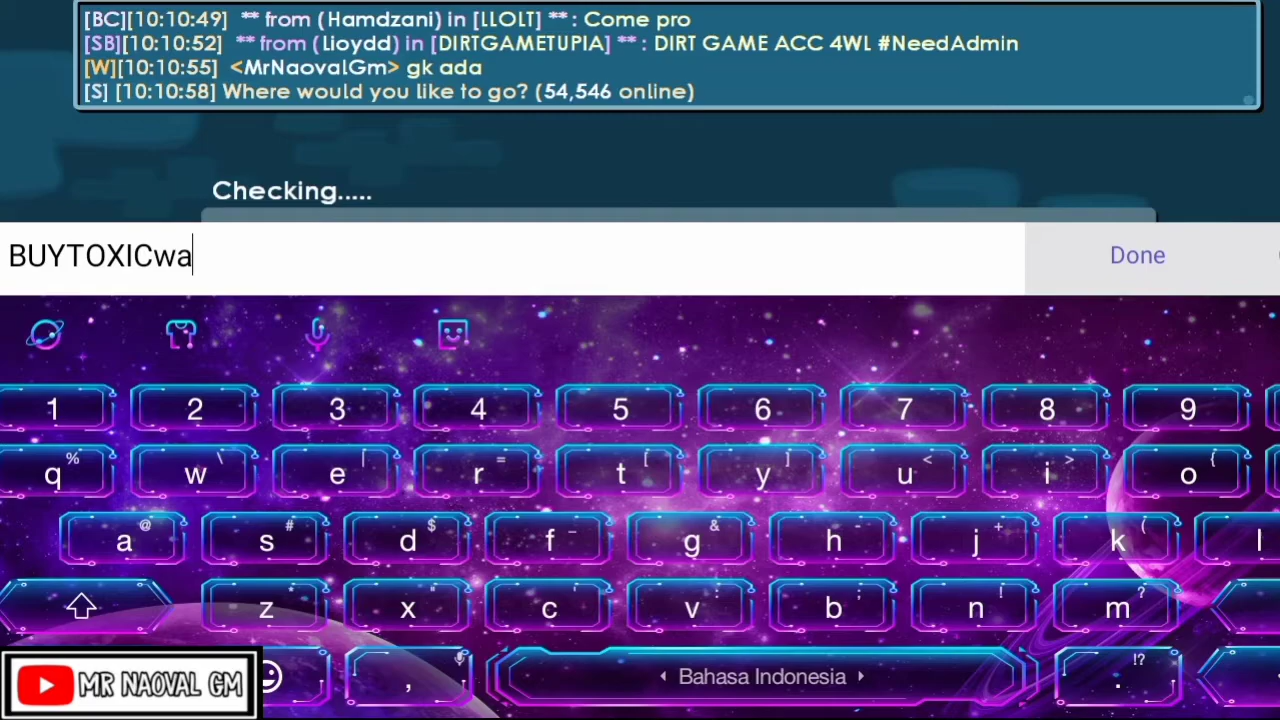 [BC][10:10:49] ** from (Hamdzani) in [LLOLT] ** : Come pro
[SB][10:10:52] ** from (Lioydd) in [DIRTGAMETUPIA] ** : DIRT GAME ACC 4WL #NeedAdmin
[W][10:10:55] <MrNaovalGm> gk ada
[S] [10:10:58] Where would you like to go? (54,546 online)
Checking.....
BUYTOXICwa
Done
1 2 3 4 5 6 7 8 9
% \ | = [ ] < > {
q w e r t y u i o
@ # $ _ & - + (
a s d f g h j k l
* " ' : ; ! ?
z x c v b n m
, Bahasa Indonesia !? .
MR NAOVAL GM